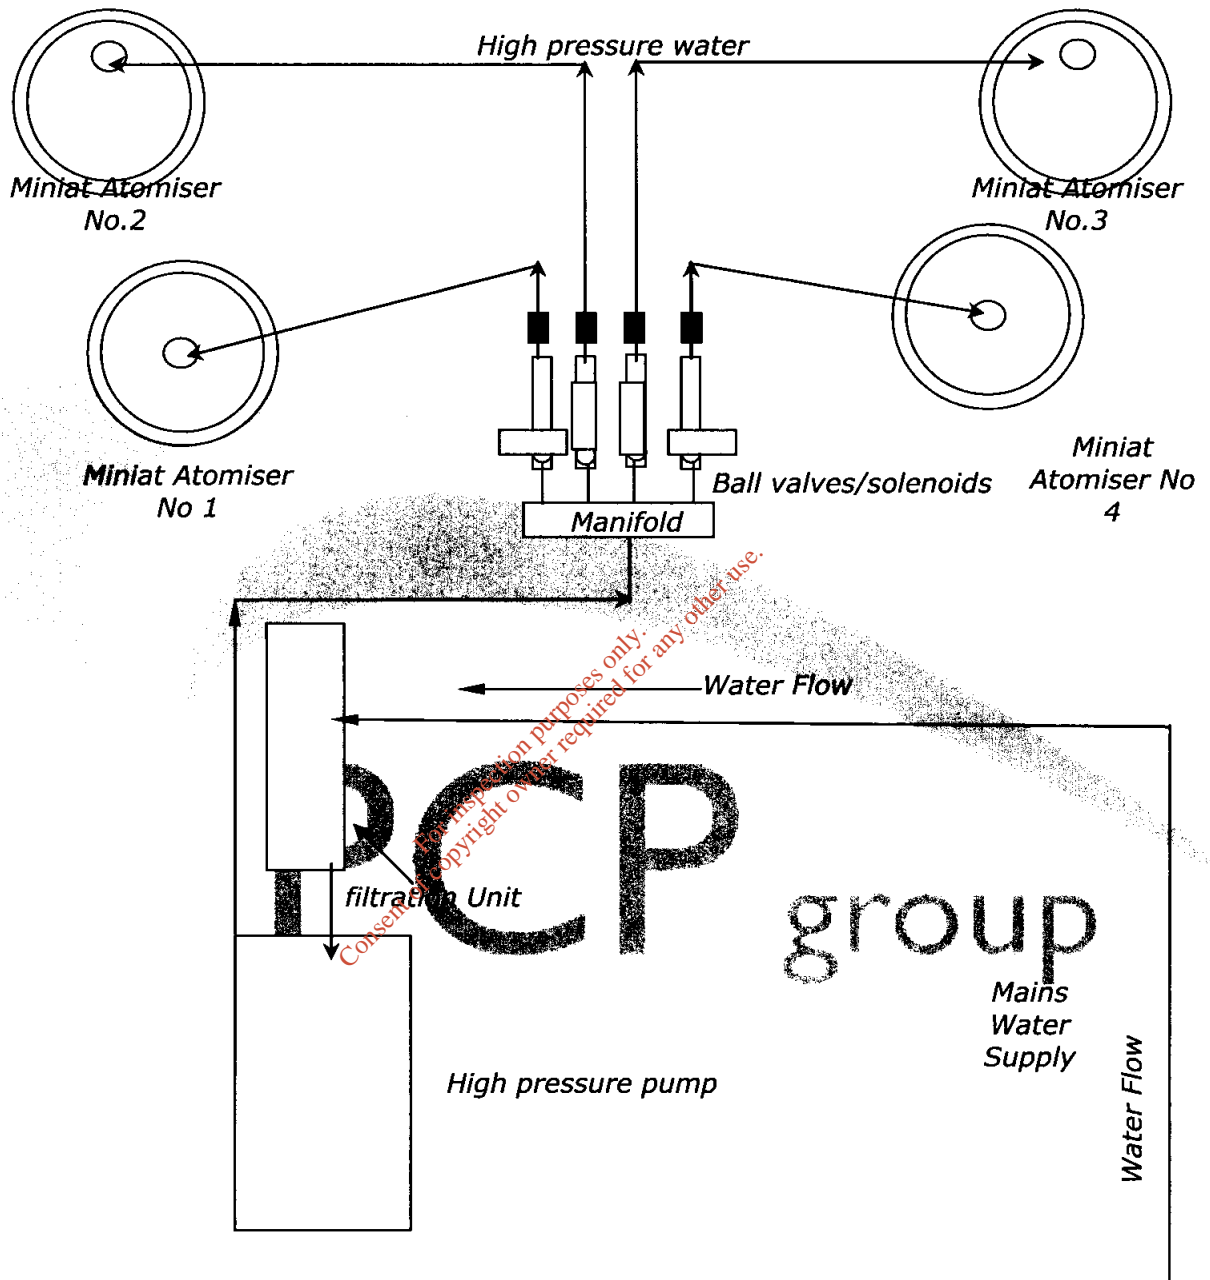 High pressure water
Miniat Atomiser
No.2
Miniat Atomiser
No.3
Miniat Atomiser
No 1
Miniat
Atomiser No
4
Ball valves/solenoids
Manifold
Water Flow
For inspection purposes only.
Consent of copyright owner required for any other use.
PCP group
filtration Unit
Mains
Water
Supply
High pressure pump
Water Flow